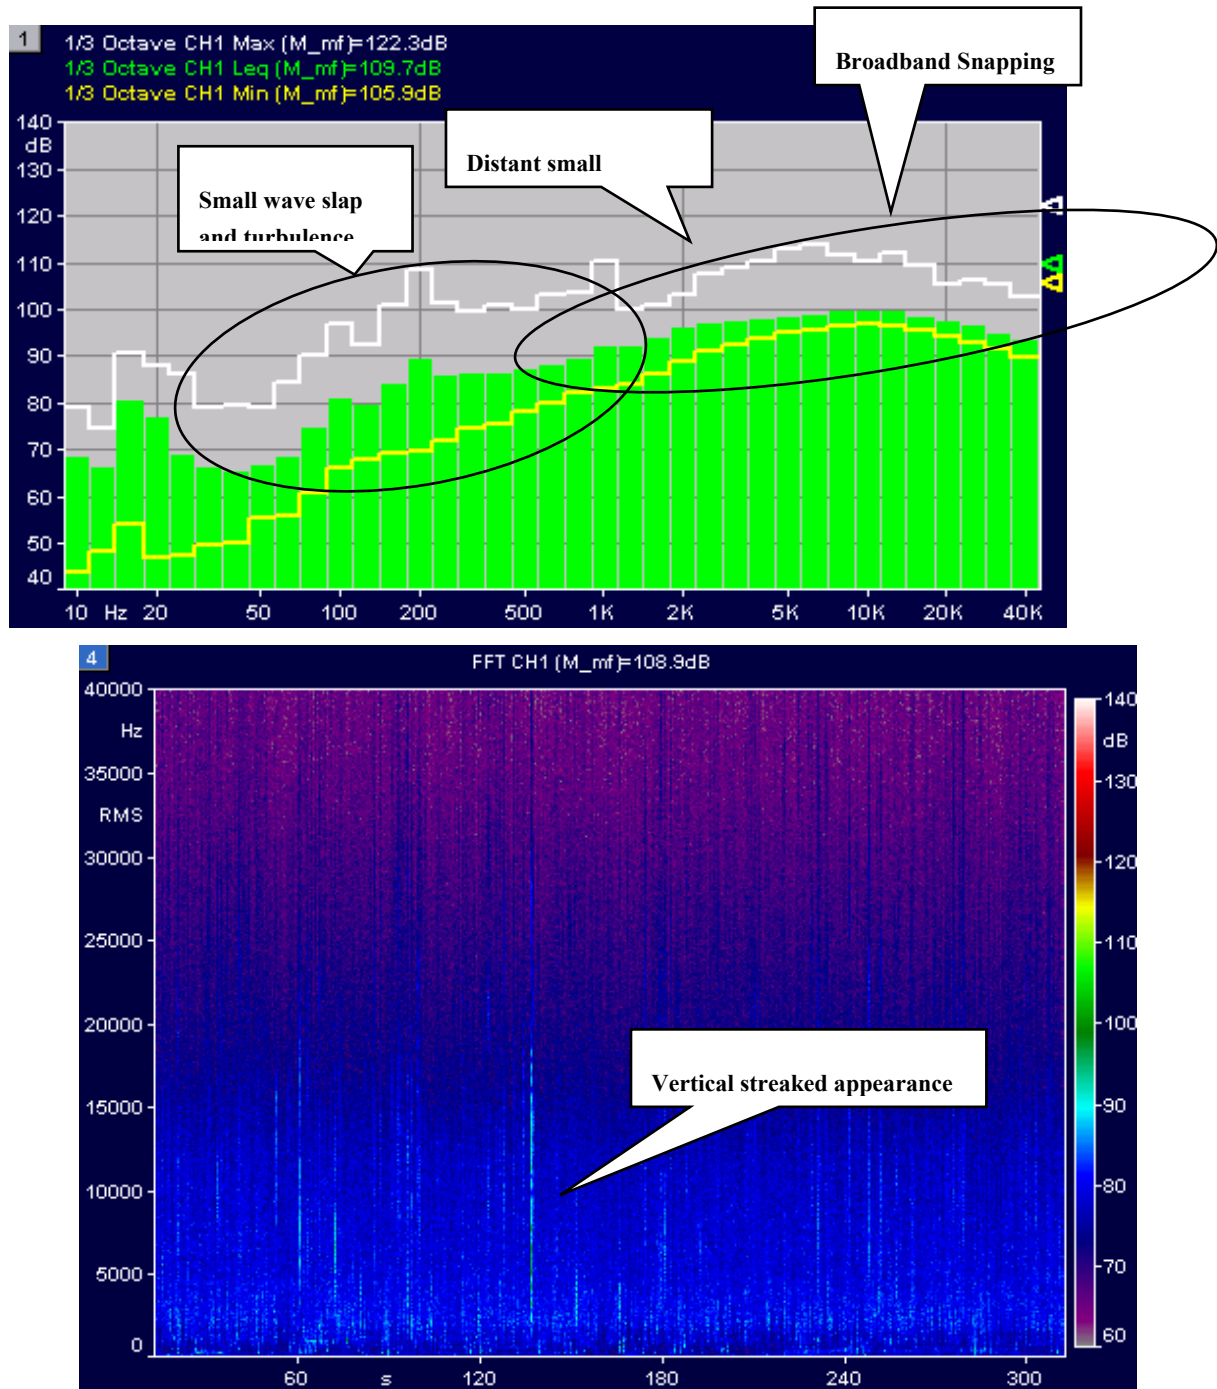 1
1/3 Octave CH1 Max (M_mf)=122.3dB
1/3 Octave CH1 Leq (M_mf)=109.7dB
1/3 Octave CH1 Min (M_mf)=105.9dB
Broadband Snapping
Distant small
Small wave slap
and turbulence
140
dB
130
120
110
100
90
80
70
60
50
40
10 Hz 20 50 100 200 500 1K 2K 5K 10K 20K 40K
4
FFT CH1 (M_mf)=108.9dB
40000
Hz
35000
RMS
30000
25000
20000
15000
10000
5000
0
60 s 120 180 240 300
Vertical streaked appearance
140
dB
130
120
110
100
90
80
70
60